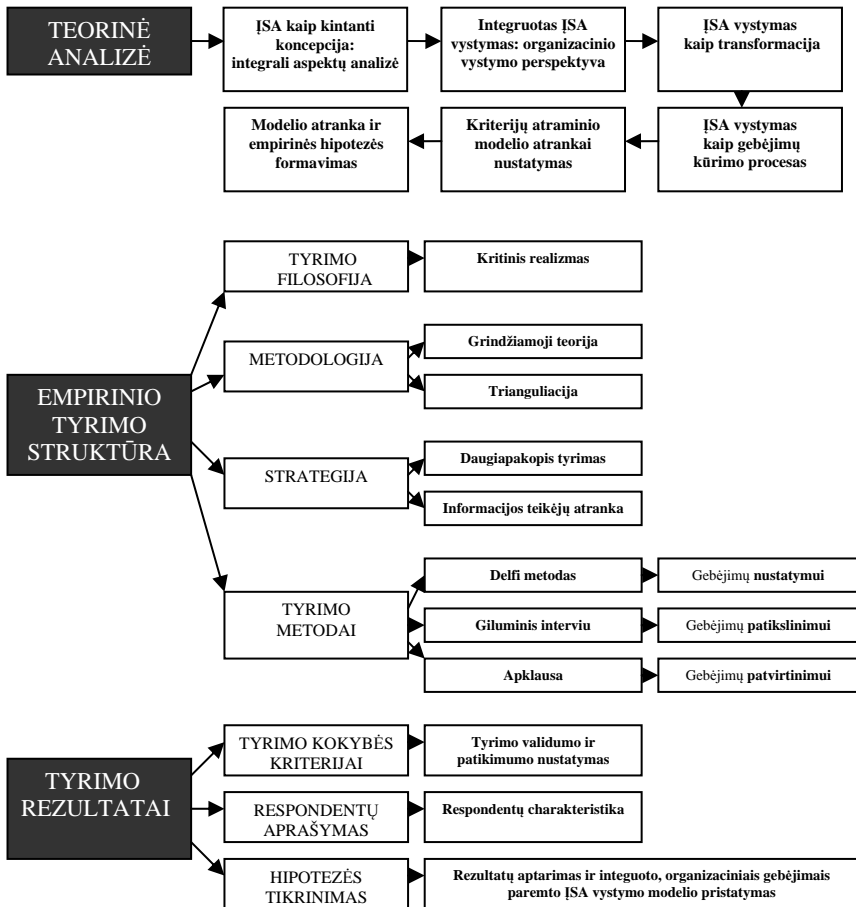 TEORINĖ
ANALIZĖ
ĮSA kaip kintanti
koncepcija:
integrali aspektų analizė
Integruotas ĮSA
vystymas: organizacinio
vystymo perspektyva
ĮSA vystymas
kaip transformacija
Modelio atranka ir
empirinės hipotezės
formavimas
Kriterijų atraminio
modelio atrankai
nustatymas
ĮSA vystymas
kaip gebėjimų
kūrimo procesas
EMPIRINIO
TYRIMO
STRUKTŪRA
TYRIMO
FILOSOFIJA
Kritinis realizmas
METODOLOGIJA
Grindžiamoji teorija
Trianguliacija
STRATEGIJA
Daugiapakopis tyrimas
Informacijos teikėjų atranka
TYRIMO
METODAI
Delfi metodas
Gebėjimų nustatymui
Giluminis interviu
Gebėjimų patikslinimui
Apklausa
Gebėjimų patvirtinimui
TYRIMO
REZULTATAI
TYRIMO KOKYBĖS
KRITERIJAI
Tyrimo validumo ir
patikimumo nustatymas
RESPONDENTŲ
APRAŠYMAS
Respondentų charakteristika
HIPOTEZĖS
TIKRINIMAS
Rezultatų aptarimas ir integuoto, organizaciniais gebėjimais
paremto ĮSA vystymo modelio pristatymas